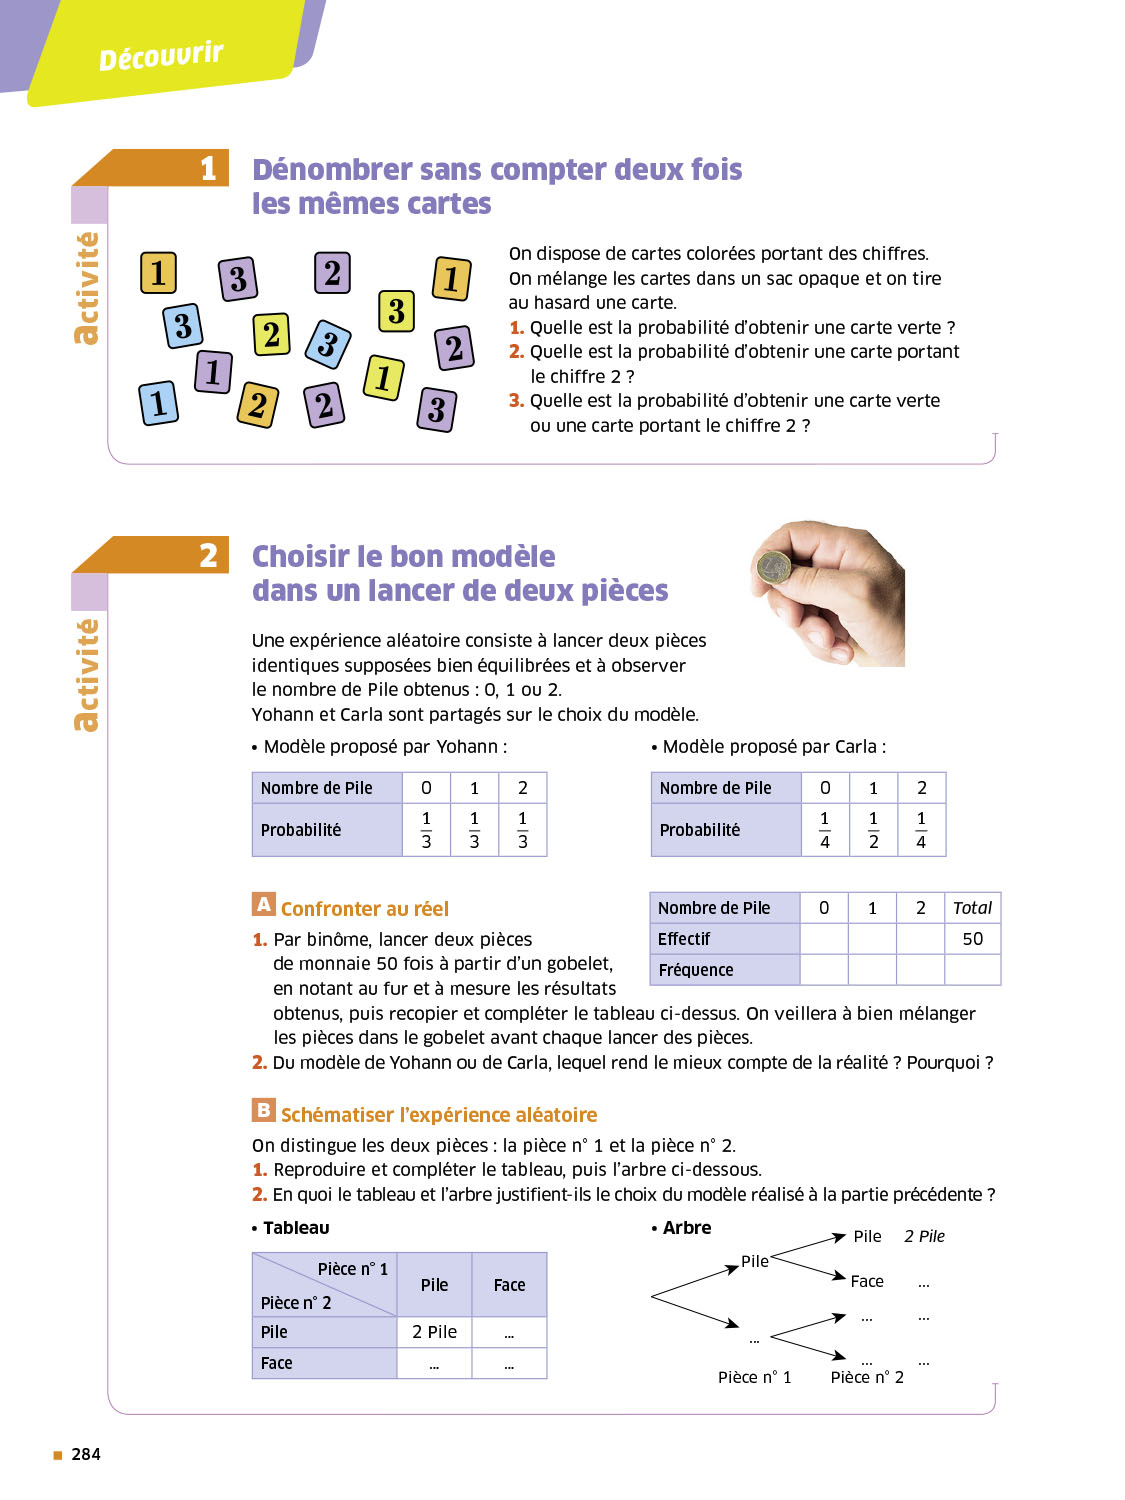 Découvrir
1
activité
Dénombrer sans compter deux fois
les mêmes cartes
1 3 2 1
3 2 3 3 2
1 1
1 2 2 3
On dispose de cartes colorées portant des chiffres.
On mélange les cartes dans un sac opaque et on tire
au hasard une carte.
1. Quelle est la probabilité d'obtenir une carte verte ?
2. Quelle est la probabilité d'obtenir une carte portant
le chiffre 2 ?
3. Quelle est la probabilité d'obtenir une carte verte
ou une carte portant le chiffre 2 ?
2
activité
Choisir le bon modèle
dans un lancer de deux pièces
Une expérience aléatoire consiste à lancer deux pièces
identiques supposées bien équilibrées et à observer
le nombre de Pile obtenus : 0, 1 ou 2.
Yohann et Carla sont partagés sur le choix du modèle.
• Modèle proposé par Yohann :
Nombre de Pile 0 1 2
Probabilité 1/3 1/3 1/3
• Modèle proposé par Carla :
Nombre de Pile 0 1 2
Probabilité 1/4 1/2 1/4
A Confronter au réel
1. Par binôme, lancer deux pièces
de monnaie 50 fois à partir d'un gobelet,
en notant au fur et à mesure les résultats
obtenus, puis recopier et compléter le tableau ci-dessus. On veillera à bien mélanger
les pièces dans le gobelet avant chaque lancer des pièces.
Nombre de Pile 0 1 2 Total
Effectif 50
Fréquence
2. Du modèle de Yohann ou de Carla, lequel rend le mieux compte de la réalité ? Pourquoi ?
B Schématiser l'expérience aléatoire
On distingue les deux pièces : la pièce n° 1 et la pièce n° 2.
1. Reproduire et compléter le tableau, puis l'arbre ci-dessous.
2. En quoi le tableau et l'arbre justifient-ils le choix du modèle réalisé à la partie précédente ?
• Tableau
Pièce n° 1
Pièce n° 2
Pile Face
Pile 2 Pile ...
Face ... ...
• Arbre
Pile 2 Pile
Pile
Face ...
... ...
...
... ...
Pièce n° 1 Pièce n° 2
284